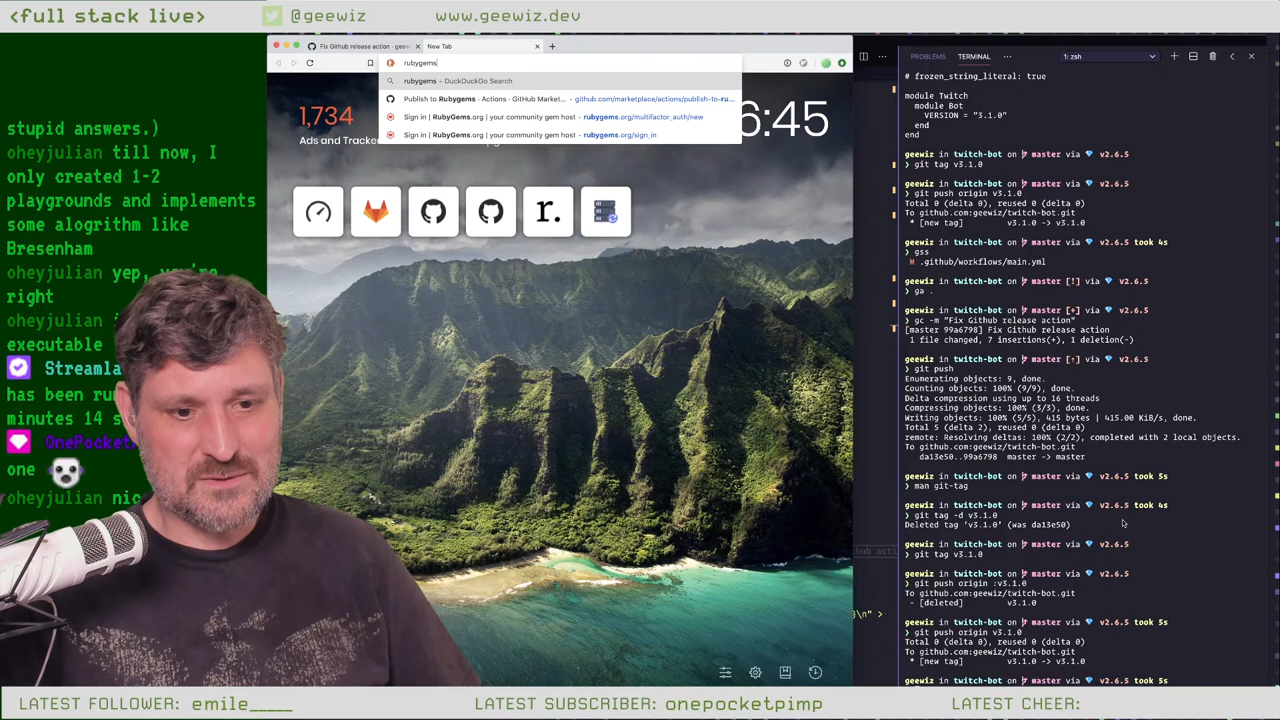 <full stack live>
@geewiz
www.geewiz.dev
stupid answers.)
oheyjulian till now, I
only created 1-2
playgrounds and implements
some alogrithm like
Bresenham
oheyjulian yep, you're
right
oheyjulian
executable
Streamla
has been ru
minutes 14 s
OnePocket
one
oheyjulian nic
Fix Github release action · geew
New Tab
rubygems
rubygems – DuckDuckGo Search
Publish to Rubygems · Actions · GitHub Market... – github.com/marketplace/actions/publish-to-ru...
Sign in | RubyGems.org | your community gem host – rubygems.org/multifactor_auth/new
Sign in | RubyGems.org | your community gem host – rubygems.org/sign_in
1,734
Ads and Tracke
6:45
r.
PROBLEMS
TERMINAL
1: zsh
# frozen_string_literal: true
module Twitch
module Bot
VERSION = "3.1.0"
end
end
geewiz in twitch-bot on master via v2.6.5
❯ git tag v3.1.0
geewiz in twitch-bot on master via v2.6.5
❯ git push origin v3.1.0
Total 0 (delta 0), reused 0 (delta 0)
To github.com:geewiz/twitch-bot.git
* [new tag] v3.1.0 -> v3.1.0
geewiz in twitch-bot on master via v2.6.5 took 4s
❯ gss
M .github/workflows/main.yml
geewiz in twitch-bot on master [!] via v2.6.5
❯ ga .
geewiz in twitch-bot on master [+] via v2.6.5
❯ gc -m "Fix Github release action"
[master 99a6798] Fix Github release action
1 file changed, 7 insertions(+), 1 deletion(-)
geewiz in twitch-bot on master [↑] via v2.6.5
❯ git push
Enumerating objects: 9, done.
Counting objects: 100% (9/9), done.
Delta compression using up to 16 threads
Compressing objects: 100% (3/3), done.
Writing objects: 100% (5/5), 415 bytes | 415.00 KiB/s, done.
Total 5 (delta 2), reused 0 (delta 0)
remote: Resolving deltas: 100% (2/2), completed with 2 local objects.
To github.com:geewiz/twitch-bot.git
da13e50..99a6798 master -> master
geewiz in twitch-bot on master via v2.6.5 took 5s
❯ man git-tag
geewiz in twitch-bot on master via v2.6.5 took 4s
❯ git tag -d v3.1.0
Deleted tag 'v3.1.0' (was da13e50)
geewiz in twitch-bot on master via v2.6.5
❯ git tag v3.1.0
geewiz in twitch-bot on master via v2.6.5
❯ git push origin :v3.1.0
To github.com:geewiz/twitch-bot.git
- [deleted] v3.1.0
geewiz in twitch-bot on master via v2.6.5 took 5s
❯ git push origin v3.1.0
Total 0 (delta 0), reused 0 (delta 0)
To github.com:geewiz/twitch-bot.git
* [new tag] v3.1.0 -> v3.1.0
geewiz in twitch-bot on master via v2.6.5 took 5s
\n" >
LATEST FOLLOWER: emile_____
LATEST SUBSCRIBER: onepocketpimp
LATEST CHEER: